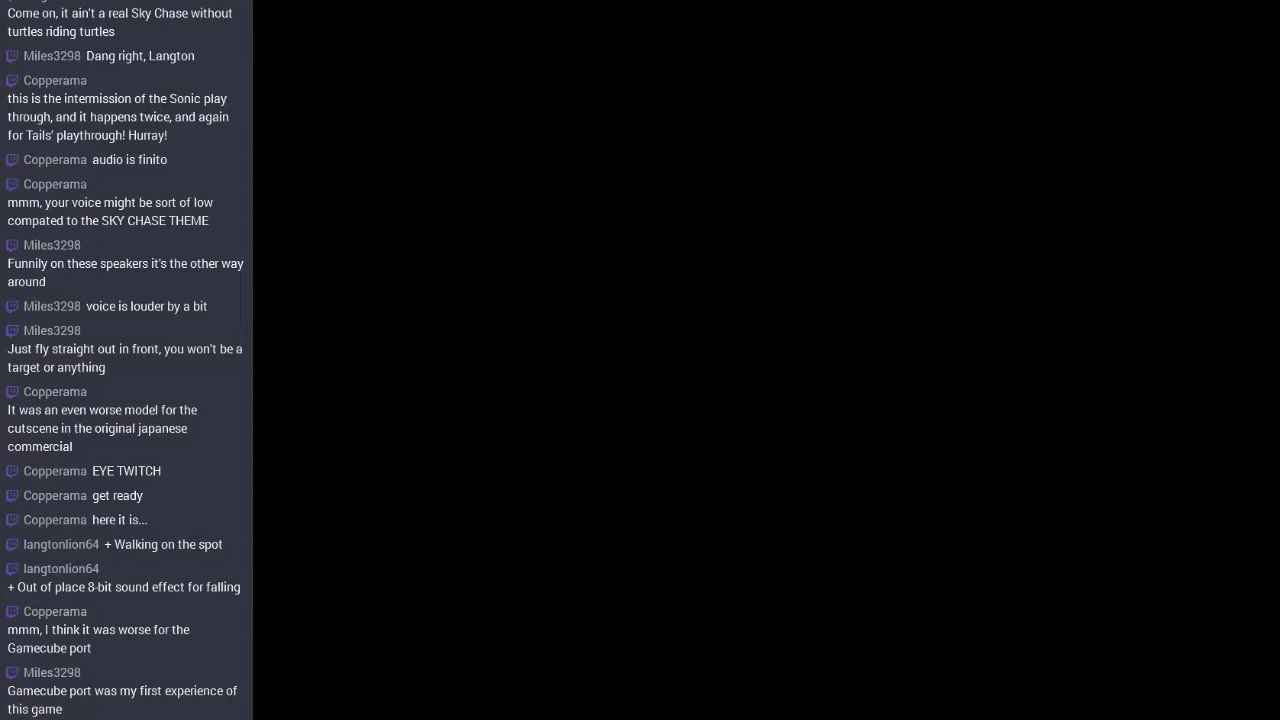 Come on, it ain't a real Sky Chase without
turtles riding turtles
Miles3298 Dang right, Langton
Copperama
this is the intermission of the Sonic play
through, and it happens twice, and again
for Tails' playthrough! Hurray!
Copperama audio is finito
Copperama
mmm, your voice might be sort of low
compated to the SKY CHASE THEME
Miles3298
Funnily on these speakers it's the other way
around
Miles3298 voice is louder by a bit
Miles3298
Just fly straight out in front, you won't be a
target or anything
Copperama
It was an even worse model for the
cutscene in the original japanese
commercial
Copperama EYE TWITCH
Copperama get ready
Copperama here it is...
langtonlion64 + Walking on the spot
langtonlion64
+ Out of place 8-bit sound effect for falling
Copperama
mmm, I think it was worse for the
Gamecube port
Miles3298
Gamecube port was my first experience of
this game